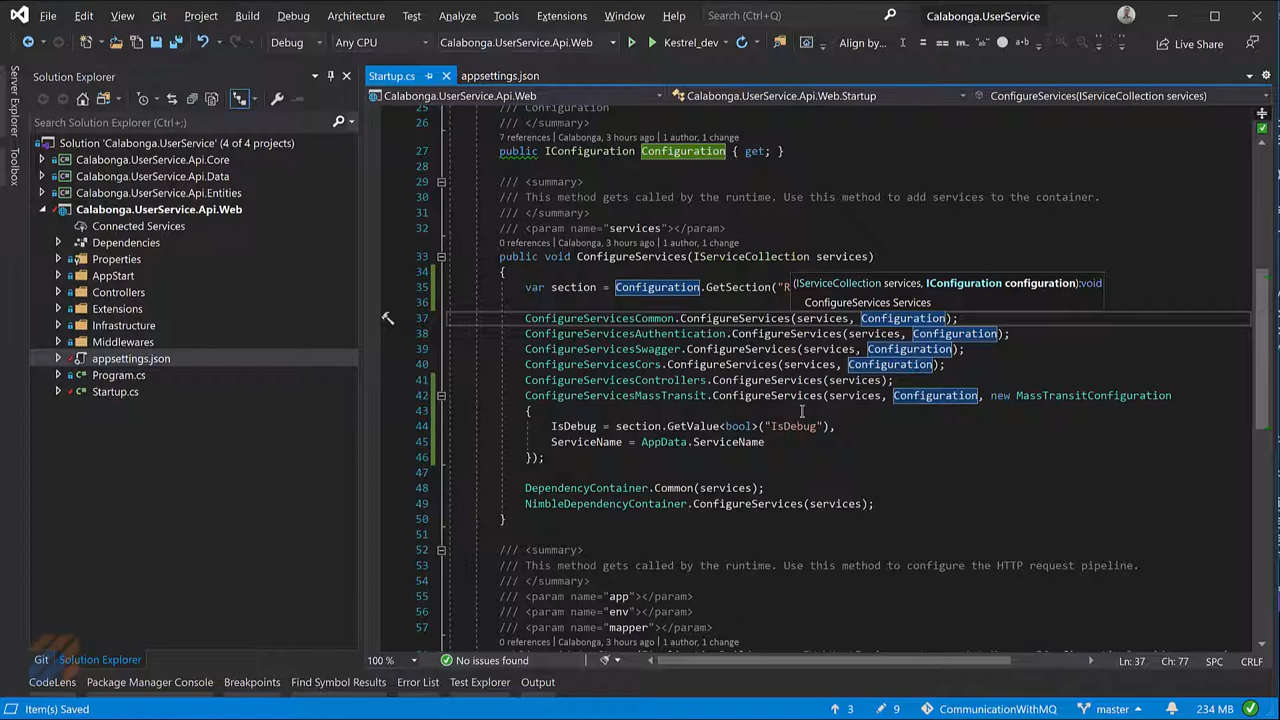 File Edit View Git Project Build Debug Architecture Test Analyze Tools Extensions Window Help Search (Ctrl+Q) Calabonga.UserService
Debug Any CPU Calabonga.UserService.Api.Web Kestrel_dev Align by... Live Share
Server Explorer
Toolbox
Solution Explorer
Search Solution Explorer (Ctrl+;)
Solution 'Calabonga.UserService' (4 of 4 projects)
Calabonga.UserService.Api.Core
Calabonga.UserService.Api.Data
Calabonga.UserService.Api.Entities
Calabonga.UserService.Api.Web
Connected Services
Dependencies
Properties
AppStart
Controllers
Extensions
Infrastructure
Middlewares
appsettings.json
Program.cs
Startup.cs
Git Solution Explorer
Startup.cs appsettings.json
Calabonga.UserService.Api.Web Calabonga.UserService.Api.Web.Startup ConfigureServices(IServiceCollection services)
25 /// Configuration
26 /// </summary>
7 references | Calabonga, 3 hours ago | 1 author, 1 change
27 public IConfiguration Configuration { get; }
28
29 /// <summary>
30 /// This method gets called by the runtime. Use this method to add services to the container.
31 /// </summary>
32 /// <param name="services"></param>
0 references | Calabonga, 3 hours ago | 1 author, 1 change
33 public void ConfigureServices(IServiceCollection services)
34 {
35 var section = Configuration.GetSection("R
(IServiceCollection services, IConfiguration configuration):void
ConfigureServices Services
36
37 ConfigureServicesCommon.ConfigureServices(services, Configuration);
38 ConfigureServicesAuthentication.ConfigureServices(services, Configuration);
39 ConfigureServicesSwagger.ConfigureServices(services, Configuration);
40 ConfigureServicesCors.ConfigureServices(services, Configuration);
41 ConfigureServicesControllers.ConfigureServices(services);
42 ConfigureServicesMassTransit.ConfigureServices(services, Configuration, new MassTransitConfiguration
43 {
44 IsDebug = section.GetValue<bool>("IsDebug"),
45 ServiceName = AppData.ServiceName
46 });
47
48 DependencyContainer.Common(services);
49 NimbleDependencyContainer.ConfigureServices(services);
50 }
51
52 /// <summary>
53 /// This method gets called by the runtime. Use this method to configure the HTTP request pipeline.
54 /// </summary>
55 /// <param name="app"></param>
56 /// <param name="env"></param>
57 /// <param name="mapper"></param>
0 references | Calabonga, 3 hours ago | 1 author, 1 change
100 % No issues found Ln: 37 Ch: 77 SPC CRLF
CodeLens Package Manager Console Breakpoints Find Symbol Results Error List Test Explorer Output
Item(s) Saved 3 9 CommunicationWithMQ master 234 MB